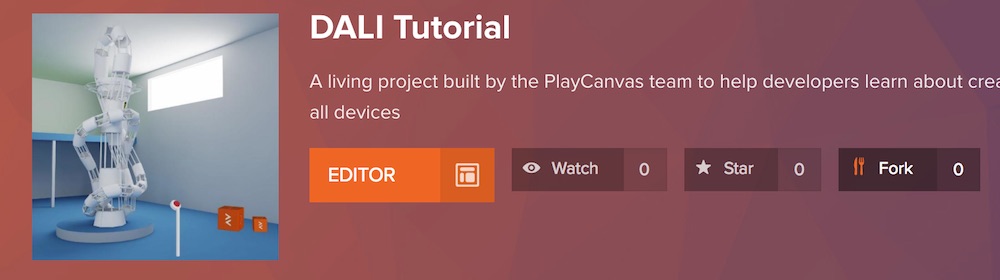 DALI Tutorial
A living project built by the PlayCanvas team to help developers learn about
all devices
EDITOR
Watch 0
Star 0
Fork 0